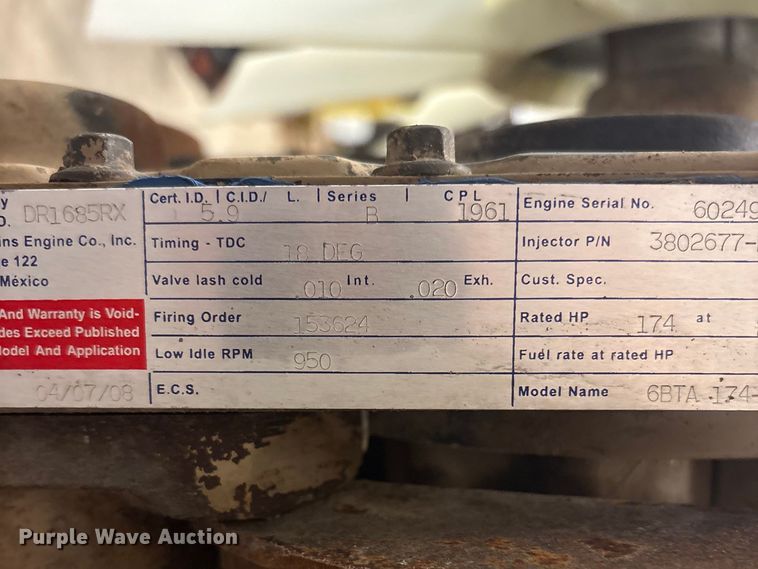 DR1685RX
ins Engine Co., Inc.
e 122
México
And Warranty is Void-
des Exceed Published
Model And Application
04/07/08
Cert. I.D. | C.I.D./ L. | Series | CPL
5.9 B 1961
Timing - TDC 18 DEG
Valve lash cold .010 Int. .020 Exh.
Firing Order 153624
Low Idle RPM 950
E.C.S.
Engine Serial No. 60249
Injector P/N 3802677-
Cust. Spec.
Rated HP 174 at
Fuel rate at rated HP
Model Name 6BTA 174-
Purple Wave Auction